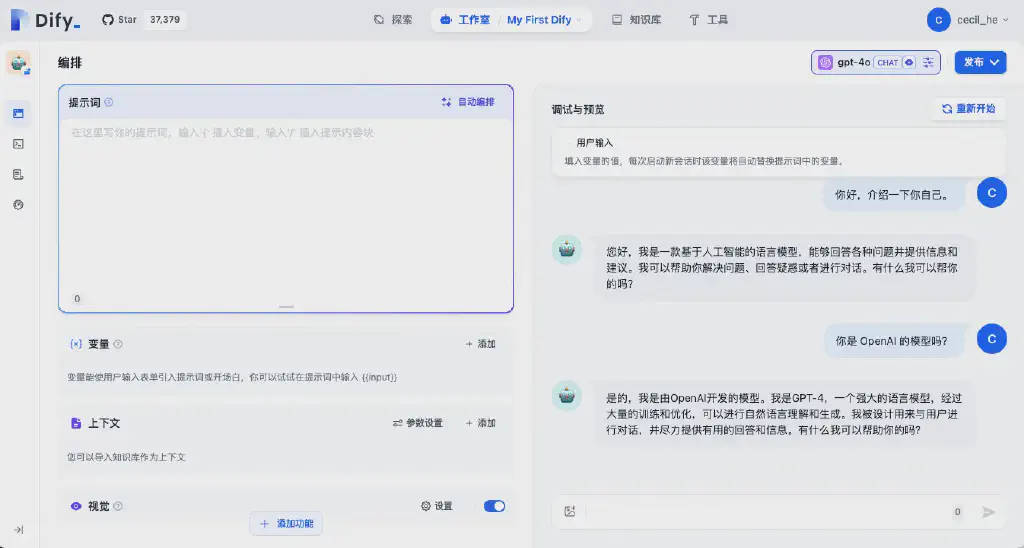 Dify_
Star 37,379
探索
工作室 / My First Dify
知识库
工具
C cecil_he
编排
gpt-4o CHAT
发布
提示词
自动编排
在这里写你的提示词，输入'{' 插入变量、输入'/' 插入提示内容块
0
变量
+ 添加
变量能使用户输入表单引入提示词或开场白，你可以试试在提示词中输入 {{input}}
上下文
参数设置
+ 添加
您可以导入知识库作为上下文
视觉
设置
+ 添加功能
调试与预览
重新开始
用户输入
填入变量的值，每次启动新会话时该变量将自动替换提示词中的变量。
你好，介绍一下你自己。
C
您好，我是一款基于人工智能的语言模型，能够回答各种问题并提供信息和
建议。我可以帮助你解决问题、回答疑惑或者进行对话。有什么我可以帮你
的吗？
你是 OpenAI 的模型吗？
C
是的，我是由OpenAI开发的模型。我是GPT-4，一个强大的语言模型，经过
大量的训练和优化，可以进行自然语言理解和生成。我被设计用来与用户进
行对话，并尽力提供有用的回答和信息。有什么我可以帮助你的吗？
0